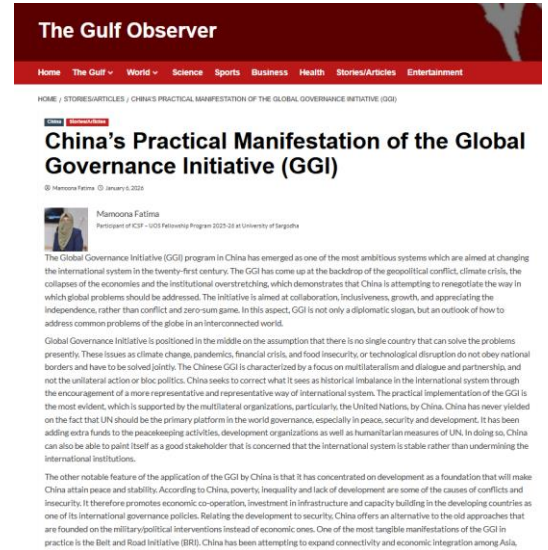 The Gulf Observer
Home The Gulf World Science Sports Business Health Stories/Articles Entertainment
HOME / STORIES/ARTICLES / CHINA'S PRACTICAL MANIFESTATION OF THE GLOBAL GOVERNANCE INITIATIVE (GGI)
China Stories/Articles
China's Practical Manifestation of the Global
Governance Initiative (GGI)
Mamoona Fatima January 6, 2026
Mamoona Fatima
Participant of ICSF – UOS Fellowship Program 2025-26 at University of Sargodha
The Global Governance Initiative (GGI) program in China has emerged as one of the most ambitious systems which are aimed at changing
the international system in the twenty-first century. The GGI has come up at the backdrop of the geopolitical conflict, climate crisis, the
collapses of the economies and the institutional overstretching, which demonstrates that China is attempting to renegotiate the way in
which global problems should be addressed. The initiative is aimed at collaboration, inclusiveness, growth, and appreciating the
independence, rather than conflict and zero-sum game. In this aspect, GGI is not only a diplomatic slogan, but an outlook of how to
address common problems of the globe in an interconnected world.
Global Governance Initiative is positioned in the middle on the assumption that there is no single country that can solve the problems
presently. These issues as climate change, pandemics, financial crisis, and food insecurity, or technological disruption do not obey national
borders and have to be solved jointly. The Chinese GGI is characterized by a focus on multilateralism and dialogue and partnership, and
not the unilateral action or bloc politics. China seeks to correct what it sees as historical imbalance in the international system through
the encouragement of a more representative and representative way of international system. The practical implementation of the GGI is
the most evident, which is supported by the multilateral organizations, particularly, the United Nations, by China. China has never yielded
on the fact that UN should be the primary platform in the world governance, especially in peace, security and development. It has been
adding extra funds to the peacekeeping activities, development organizations as well as humanitarian measures of UN. In doing so, China
can also be able to paint itself as a good stakeholder that is concerned that the international system is stable rather than undermining the
international institutions.
The other notable feature of the application of the GGI by China is that it has concentrated on development as a foundation that will make
China attain peace and stability. According to China, poverty, inequality and lack of development are some of the causes of conflicts and
insecurity. It therefore promotes economic co-operation, investment in infrastructure and capacity building in the developing countries as
one of its international governance policies. Relating the development to security, China offers an alternative to the old approaches that
are founded on the military/political interventions instead of economic ones. One of the most tangible manifestations of the GGI in
practice is the Belt and Road Initiative (BRI). China has been attempting to expand connectivity and economic integration among Asia,